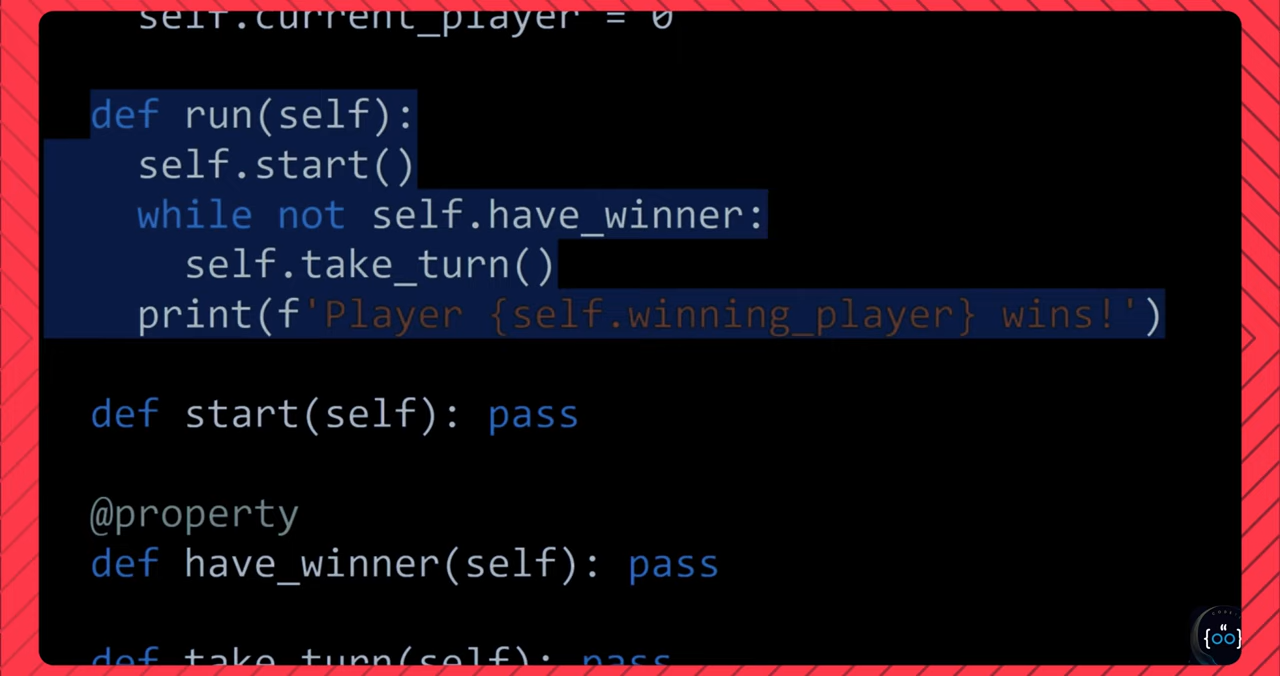 self.current_player = 0
def run(self):
self.start()
while not self.have_winner:
self.take_turn()
print(f'Player {self.winning_player} wins!')
def start(self): pass
@property
def have_winner(self): pass
def take_turn(self): pass